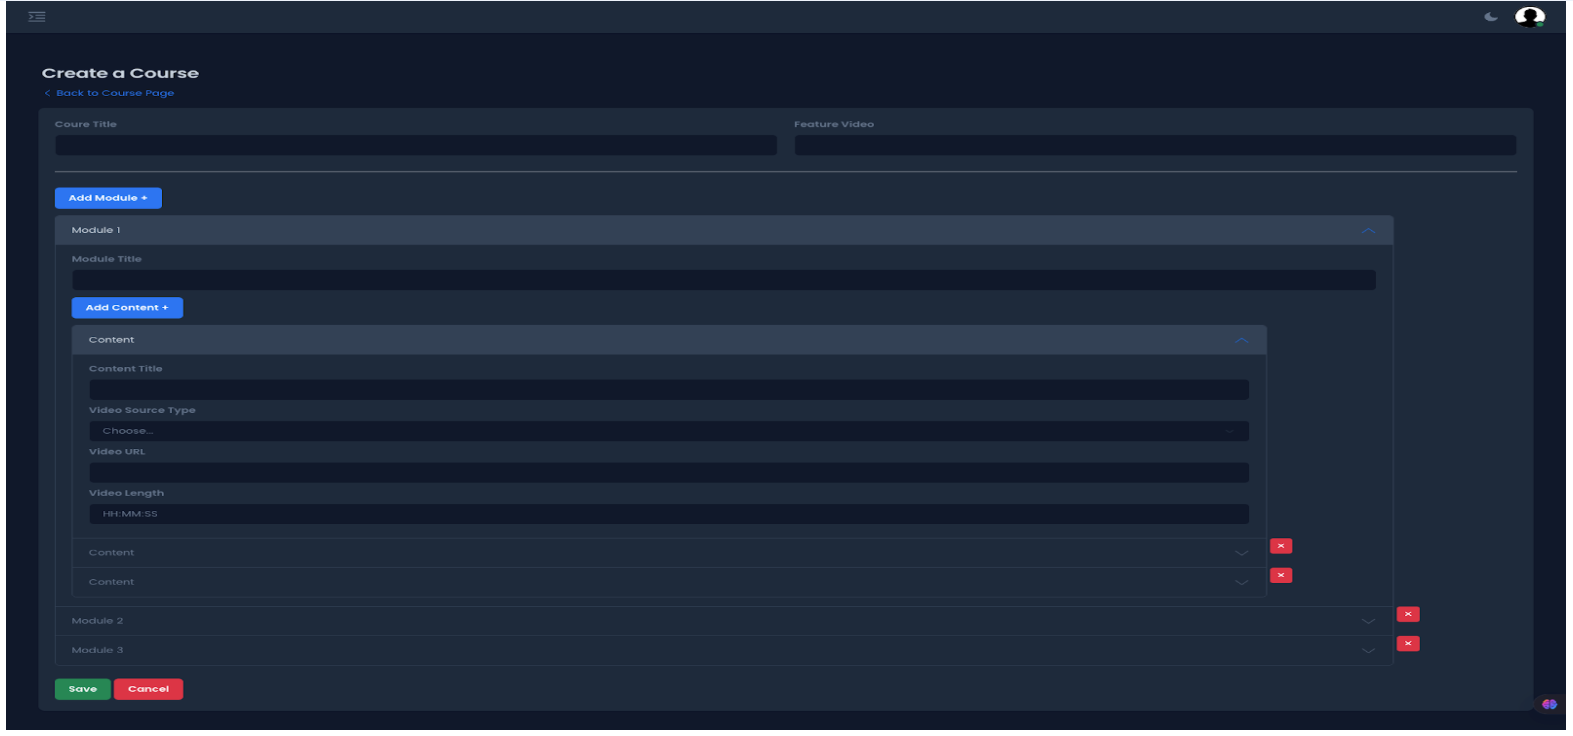 Create a Course
< Back to Course Page
Coure Title
Feature Video
Add Module +
Module 1
Module Title
Add Content +
Content
Content Title
Video Source Type
Choose...
Video URL
Video Length
HH:MM:SS
Content
Content
Module 2
Module 3
Save Cancel